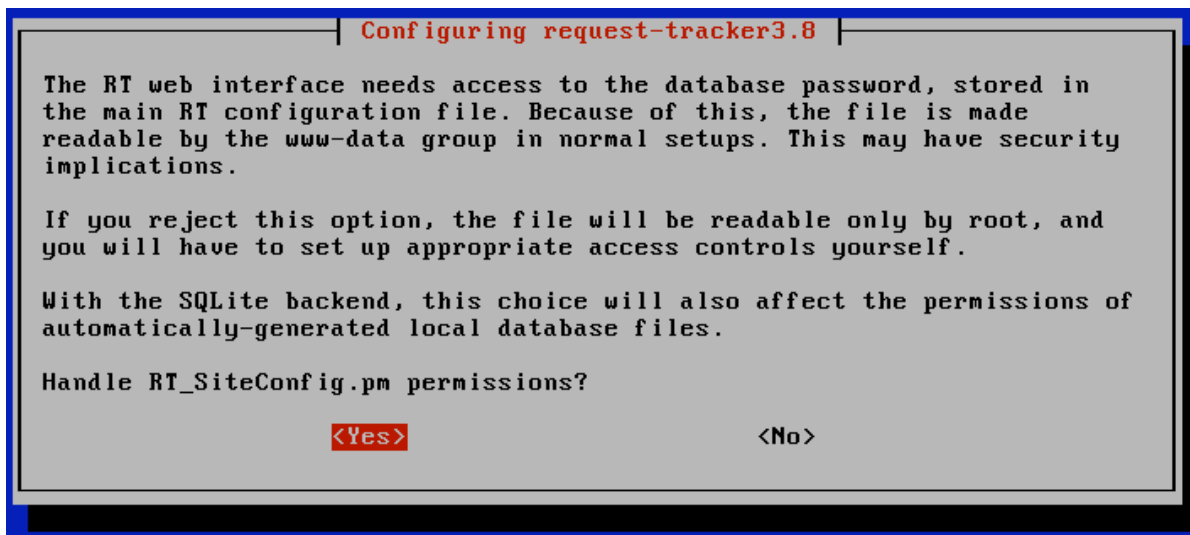 Configuring request-tracker3.8
The RT web interface needs access to the database password, stored in
the main RT configuration file. Because of this, the file is made
readable by the www-data group in normal setups. This may have security
implications.
If you reject this option, the file will be readable only by root, and
you will have to set up appropriate access controls yourself.
With the SQLite backend, this choice will also affect the permissions of
automatically-generated local database files.
Handle RT_SiteConfig.pm permissions?
<Yes> <No>